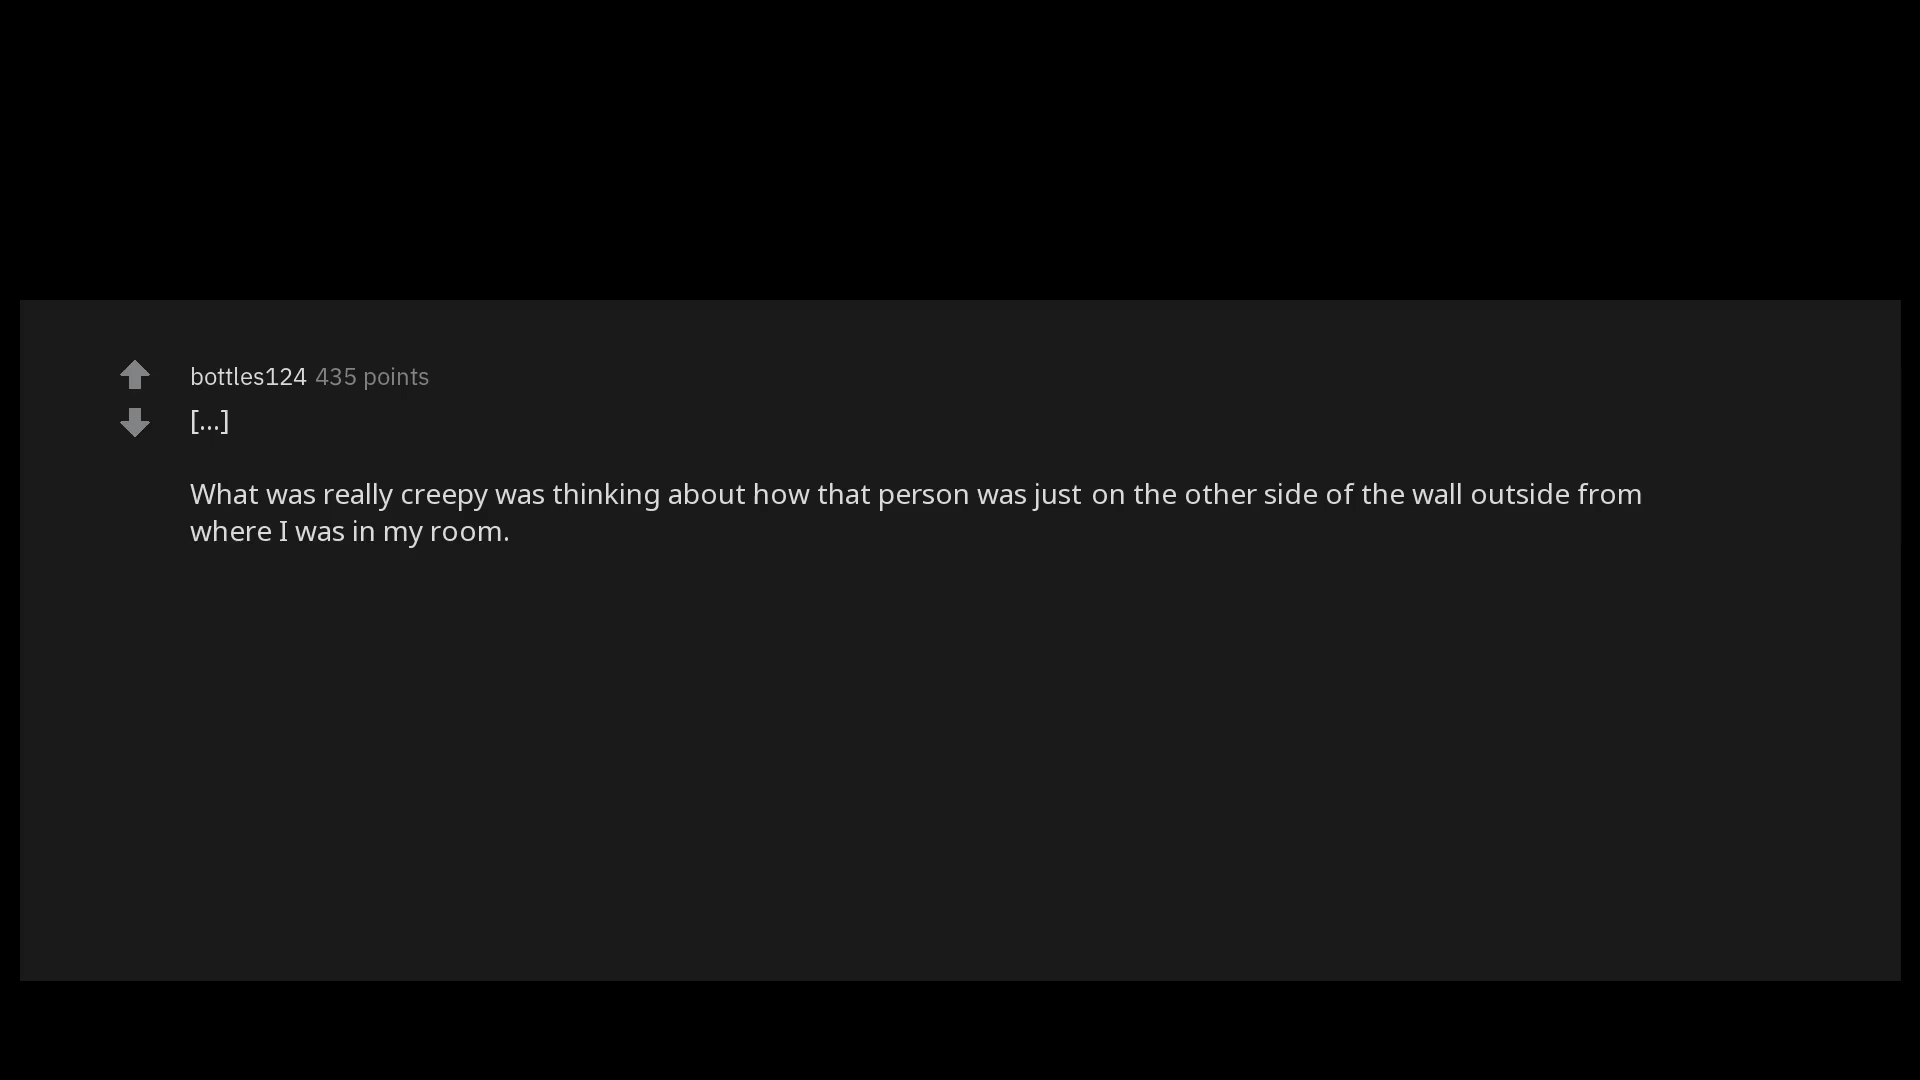 bottles124 435 points
[...]
What was really creepy was thinking about how that person was just on the other side of the wall outside from
where I was in my room.